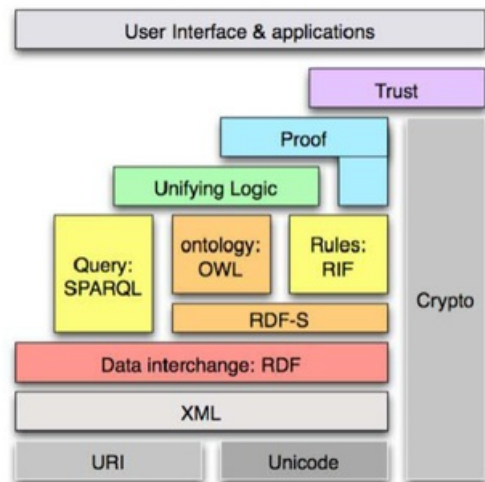 User Interface & applications
Trust
Proof
Unifying Logic
Query:
SPARQL
ontology:
OWL
Rules:
RIF
Crypto
RDF-S
Data interchange: RDF
XML
URI
Unicode